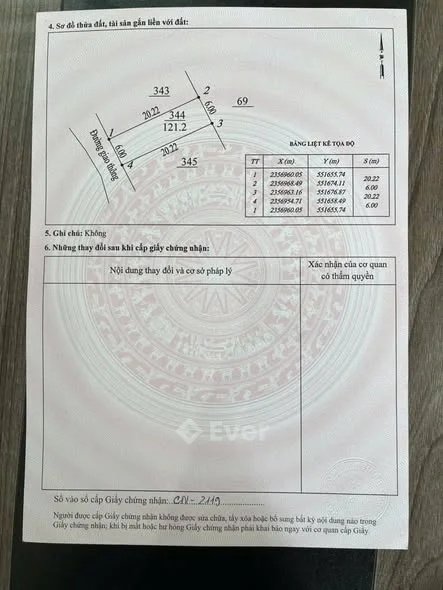 4. Sơ đồ thửa đất, tài sản gắn liền với đất:
343
2
69
20.22
6.00
344
121.2
3
1
20.22
6.00
4
345
Đường giao thông
BẢNG LIỆT KÊ TỌA ĐỘ
TT X (m) Y (m) S (m)
1 2356960.05 551655.74
20.22
2 2356968.49 551674.11
6.00
3 2356963.16 551676.87
20.22
4 2356954.71 551658.49
6.00
1 2356960.05 551655.74
5. Ghi chú: Không
6. Những thay đổi sau khi cấp giấy chứng nhận:
Nội dung thay đổi và cơ sở pháp lý
Xác nhận của cơ quan
có thẩm quyền
Ever
Số vào sổ cấp Giấy chứng nhận: CN - 2119
Người được cấp Giấy chứng nhận không được sửa chữa, tẩy xóa hoặc bổ sung bất kỳ nội dung nào trong
Giấy chứng nhận; khi bị mất hoặc hư hỏng Giấy chứng nhận phải khai báo ngay với cơ quan cấp Giấy.